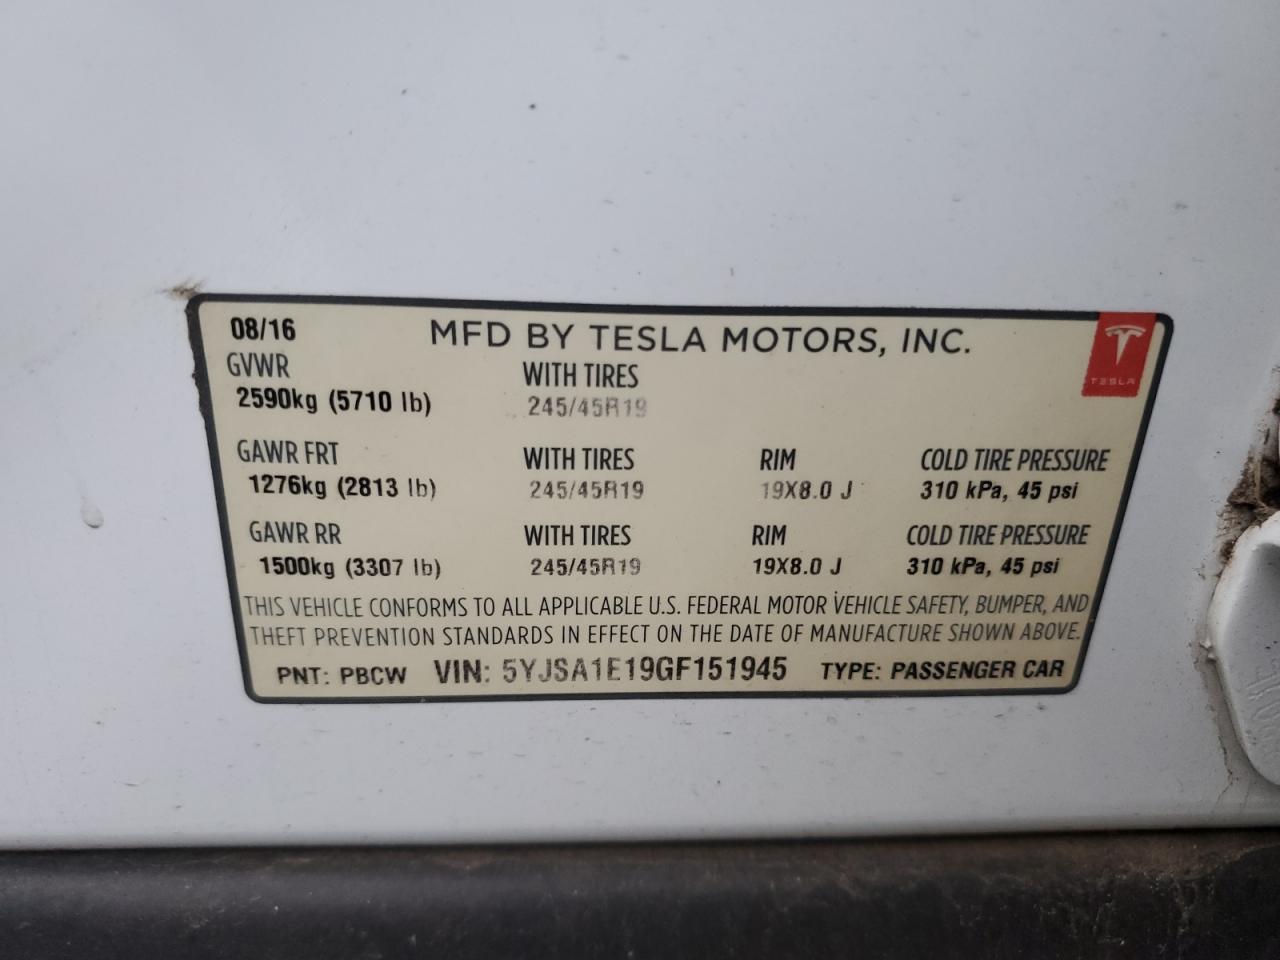 08/16 MFD BY TESLA MOTORS, INC.
TESLA
GVWR WITH TIRES
2590kg (5710 lb) 245/45R19
GAWR FRT WITH TIRES RIM COLD TIRE PRESSURE
1276kg (2813 lb) 245/45R19 19X8.0 J 310 kPa, 45 psi
GAWR RR WITH TIRES RIM COLD TIRE PRESSURE
1500kg (3307 lb) 245/45R19 19X8.0 J 310 kPa, 45 psi
THIS VEHICLE CONFORMS TO ALL APPLICABLE U.S. FEDERAL MOTOR VEHICLE SAFETY, BUMPER, AND
THEFT PREVENTION STANDARDS IN EFFECT ON THE DATE OF MANUFACTURE SHOWN ABOVE.
PNT: PBCW VIN: 5YJSA1E19GF151945 TYPE: PASSENGER CAR